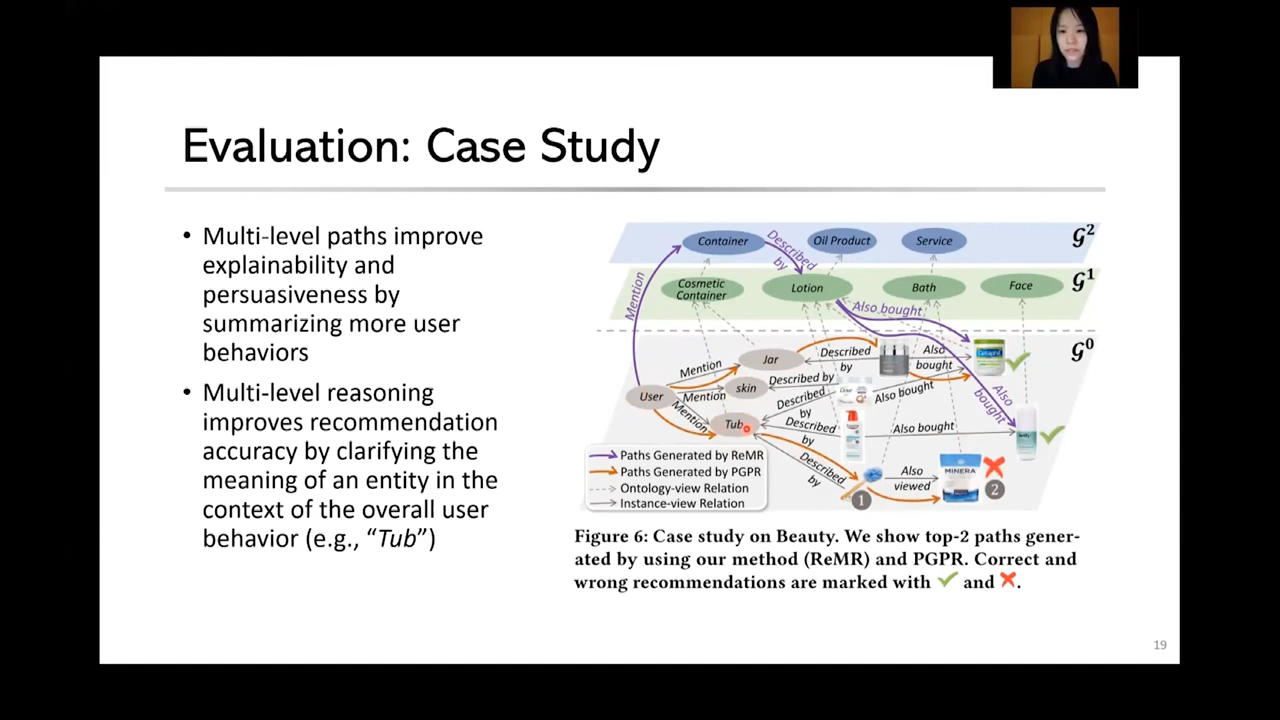 Evaluation: Case Study
• Multi-level paths improve
explainability and
persuasiveness by
summarizing more user
behaviors
• Multi-level reasoning
improves recommendation
accuracy by clarifying the
meaning of an entity in the
context of the overall user
behavior (e.g., “Tub”)
Container
Described
by
Oil Product
Service
G²
Mention
Cosmetic
Container
Lotion
Bath
Face
G¹
Also bought
G⁰
Jar
Described
by
Also
bought
Mention
User
Mention
skin
Described by
Also bought
Also
bought
Mention
Tub
Described
by
Described
by
Also bought
Described
by
Also
viewed
MINERA
1
2
Paths Generated by ReMR
Paths Generated by PGPR
Ontology-view Relation
Instance-view Relation
Figure 6: Case study on Beauty. We show top-2 paths gener-
ated by using our method (ReMR) and PGPR. Correct and
wrong recommendations are marked with ✓ and ✗.
19